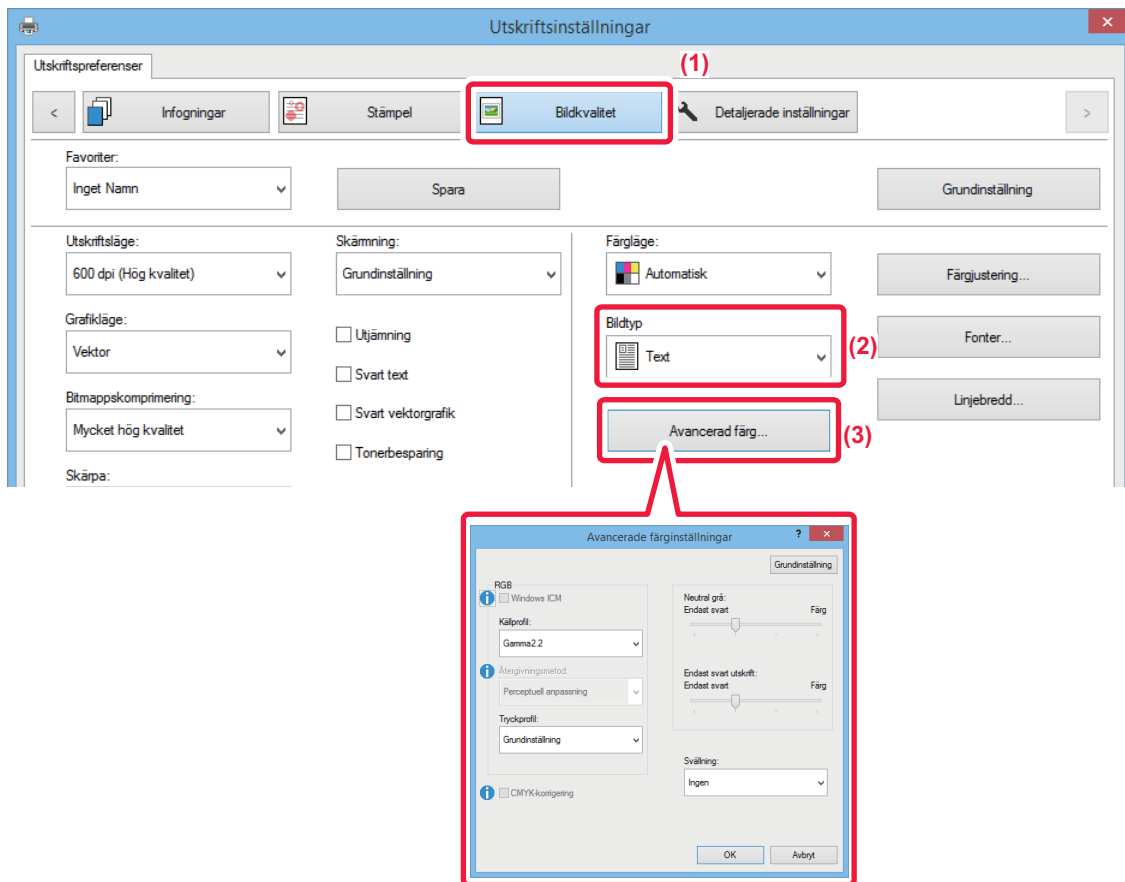 Utskriftsinställningar
Utskriftspreferenser
(1)
< Infogningar Stämpel Bildkvalitet Detaljerade inställningar >
Favoriter:
Inget Namn Spara Grundinställning
Utskriftsläge: Skärmning: Färgläge:
600 dpi (Hög kvalitet) Grundinställning Automatisk Färgjustering...
Grafikläge: Utjämning Bildtyp
Vektor Text (2) Fonter...
Svart text
Bitmappskomprimering: Svart vektorgrafik Linjebredd...
Mycket hög kvalitet Avancerad färg... (3)
Tonerbesparing
Skärpa:
Avancerade färginställningar ?
Grundinställning
RGB
Windows ICM
Källprofil:
Gamma2.2
Återgivningsmetod:
Perceptuell anpassning
Tryckprofil:
Grundinställning
CMYK-korrigering
Neutral grå:
Endast svart Färg
Endast svart utskrift:
Endast svart Färg
Svällning:
Ingen
OK Avbryt